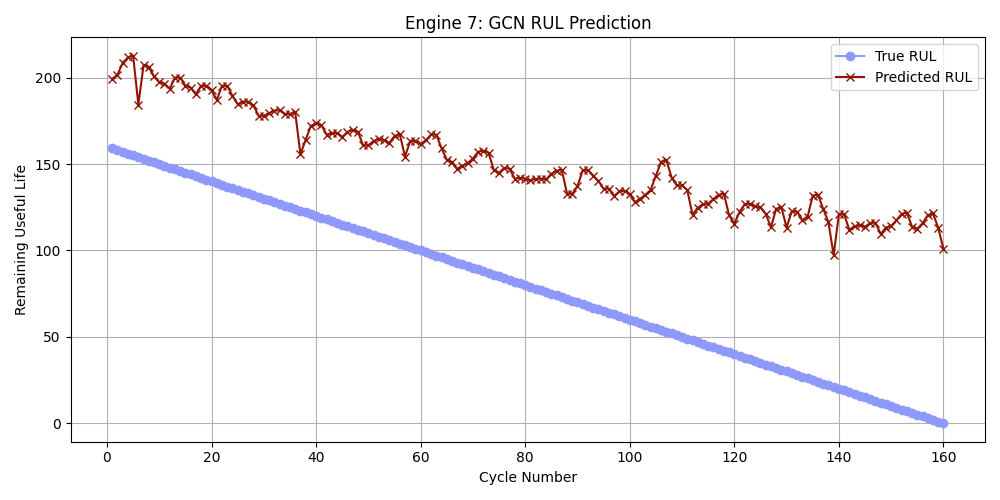 Engine 7: GCN RUL Prediction
True RUL
Predicted RUL
Remaining Useful Life
200
150
100
50
0
0 20 40 60 80 100 120 140 160
Cycle Number